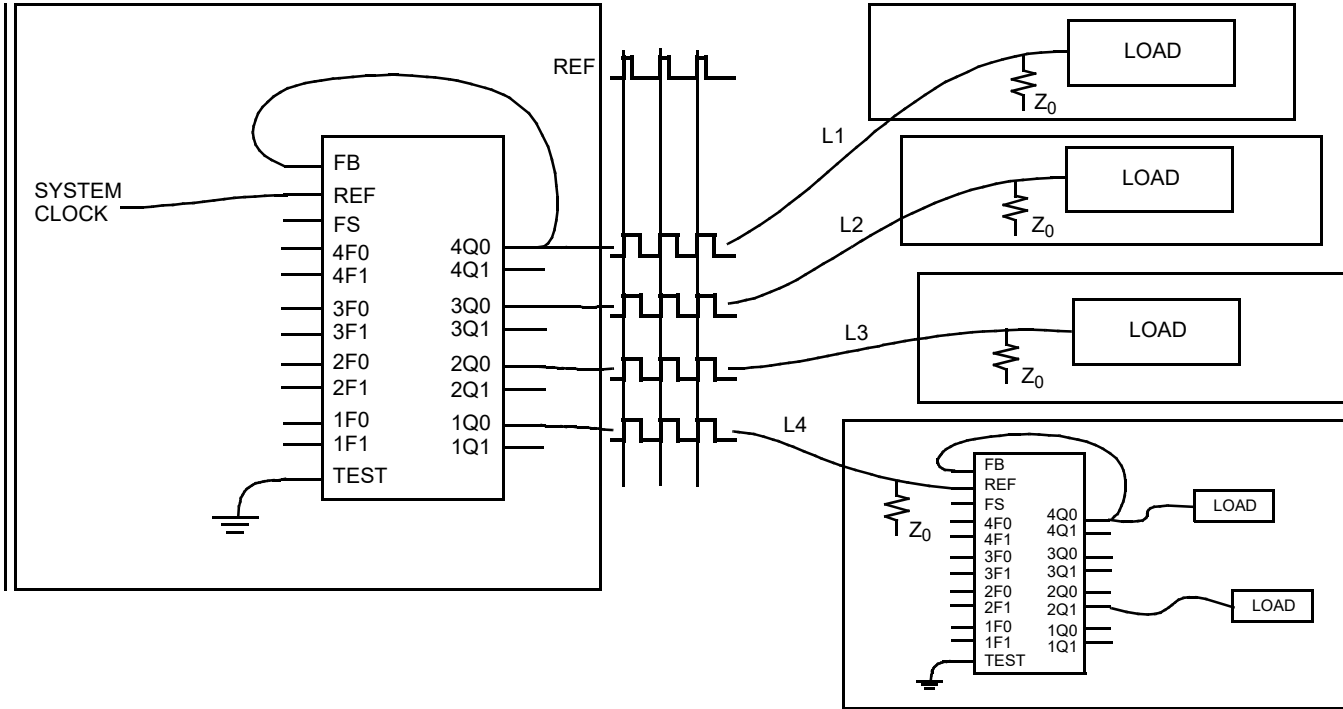 REF
SYSTEM
CLOCK
FB
REF
FS
4F0
4F1
3F0
3F1
2F0
2F1
1F0
1F1
TEST
4Q0
4Q1
3Q0
3Q1
2Q0
2Q1
1Q0
1Q1
L1
L2
L3
L4
LOAD
Z0
LOAD
Z0
LOAD
Z0
Z0
FB
REF
FS
4F0
4F1
3F0
3F1
2F0
2F1
1F0
1F1
TEST
4Q0
4Q1
3Q0
3Q1
2Q0
2Q1
1Q0
1Q1
LOAD
LOAD